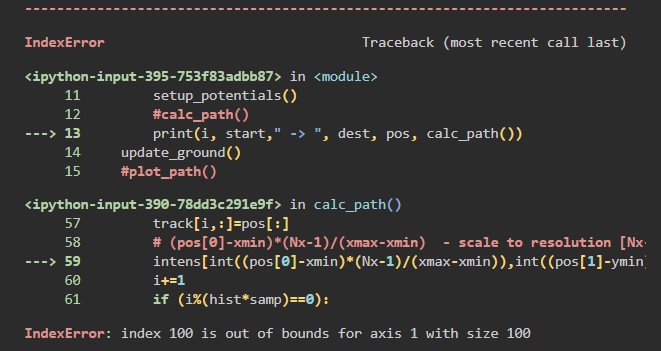 ---------------------------------------------------------------------------
IndexError                                Traceback (most recent call last)
<ipython-input-395-753f83adbb87> in <module>
     11         setup_potentials()
     12         #calc_path()
---> 13         print(i, start," -> ", dest, pos, calc_path())
     14     update_ground()
     15     #plot_path()
<ipython-input-390-78dd3c291e9f> in calc_path()
     57         track[i,:]=pos[:]
     58         # (pos[0]-xmin)*(Nx-1)/(xmax-xmin)  - scale to resolution [Nx-
---> 59         intens[int((pos[0]-xmin)*(Nx-1)/(xmax-xmin)),int((pos[1]-ymin)
     60         i+=1
     61         if (i%(hist*samp)==0):
IndexError: index 100 is out of bounds for axis 1 with size 100